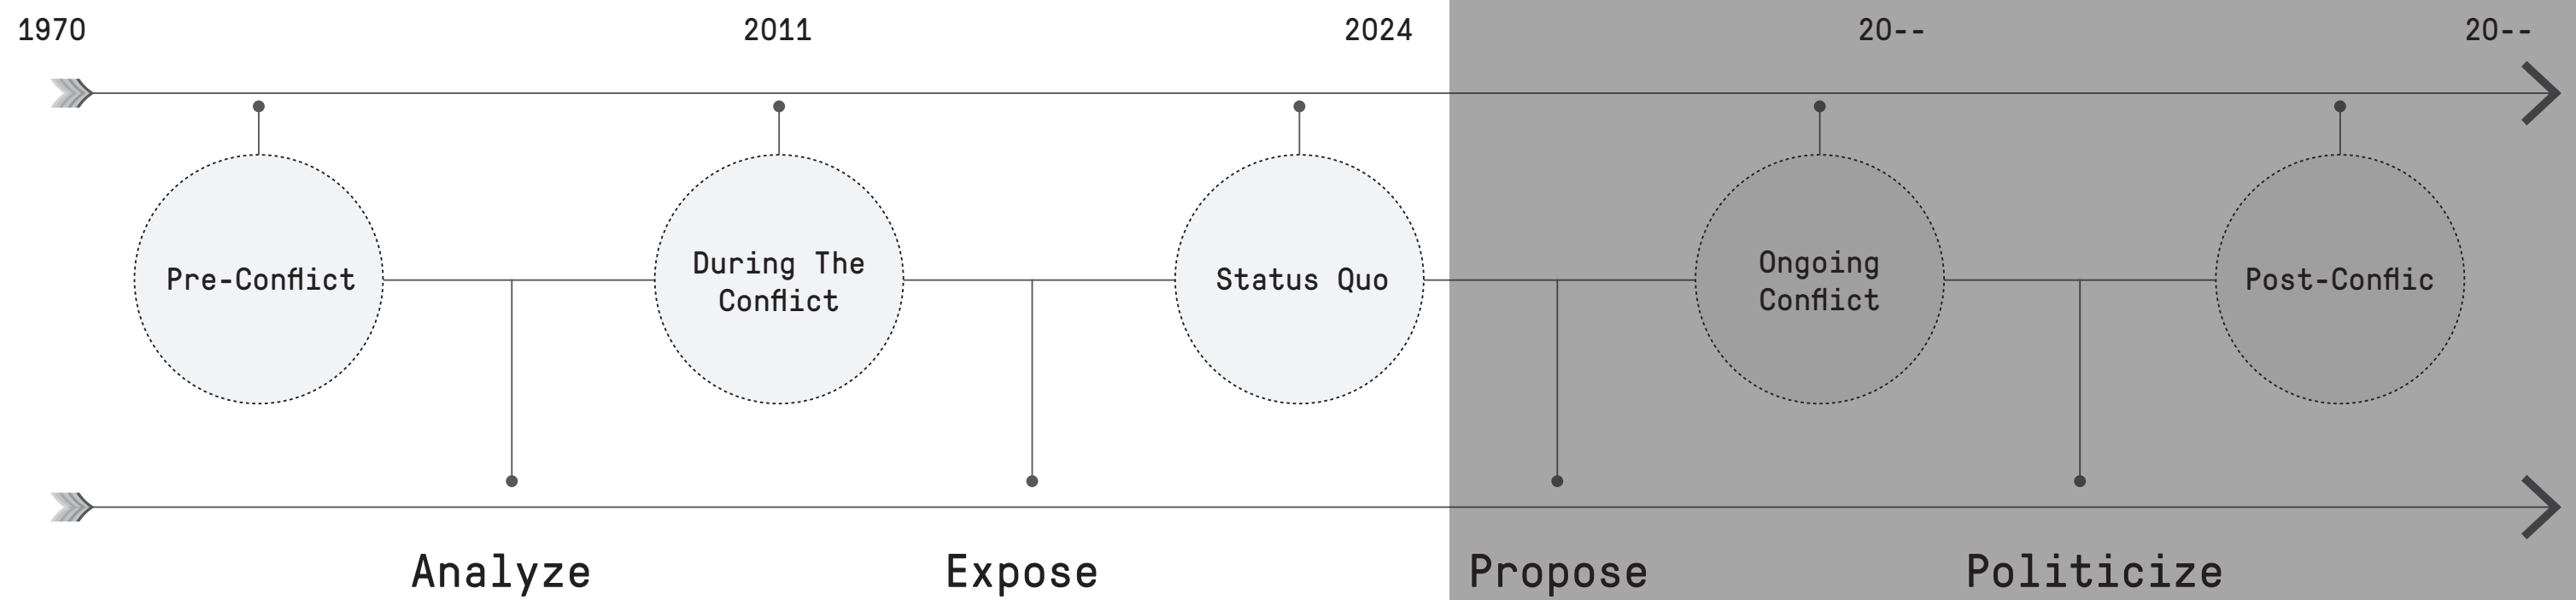 1970 2011 2024 20-- 20--
Pre-Conflict
During The
Conflict
Status Quo
Ongoing
Conflict
Post-Conflic
Analyze Expose Propose Politicize